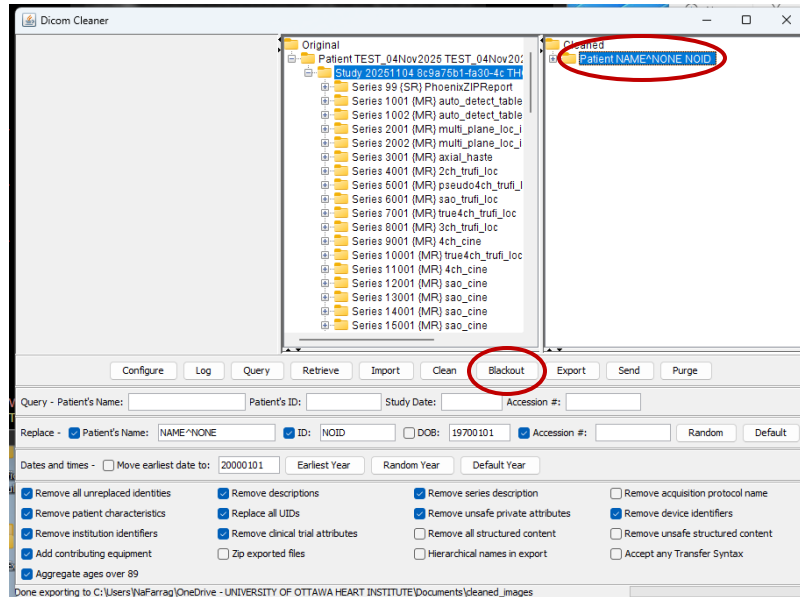 Dicom Cleaner
Original
Patient TEST_04Nov2025 TEST_04Nov202
Study 20251104 8c9a75b1-fa30-4c THO
Series 99 {SR} PhoenixZIPReport
Series 1001 {MR} auto_detect_table
Series 1002 {MR} auto_detect_table
Series 2001 {MR} multi_plane_loc_i
Series 2002 {MR} multi_plane_loc_i
Series 3001 {MR} axial_haste
Series 4001 {MR} 2ch_trufi_loc
Series 5001 {MR} pseudo4ch_trufi_l
Series 6001 {MR} sao_trufi_loc
Series 7001 {MR} true4ch_trufi_loc
Series 8001 {MR} 3ch_trufi_loc
Series 9001 {MR} 4ch_cine
Series 10001 {MR} true4ch_trufi_loc
Series 11001 {MR} 4ch_cine
Series 12001 {MR} sao_cine
Series 13001 {MR} sao_cine
Series 14001 {MR} sao_cine
Series 15001 {MR} sao_cine
Cleaned
Patient NAME^NONE NOID
Configure Log Query Retrieve Import Clean Blackout Export Send Purge
Query - Patient's Name: Patient's ID: Study Date: Accession #:
Replace - Patient's Name: NAME^NONE ID: NOID DOB: 19700101 Accession #: Random Default
Dates and times - Move earliest date to: 20000101 Earliest Year Random Year Default Year
Remove all unreplaced identities Remove descriptions Remove series description Remove acquisition protocol name
Remove patient characteristics Replace all UIDs Remove unsafe private attributes Remove device identifiers
Remove institution identifiers Remove clinical trial attributes Remove all structured content Remove unsafe structured content
Add contributing equipment Zip exported files Hierarchical names in export Accept any Transfer Syntax
Aggregate ages over 89
Done exporting to C:\Users\NaFarrag\OneDrive - UNIVERSITY OF OTTAWA HEART INSTITUTE\Documents\cleaned_images